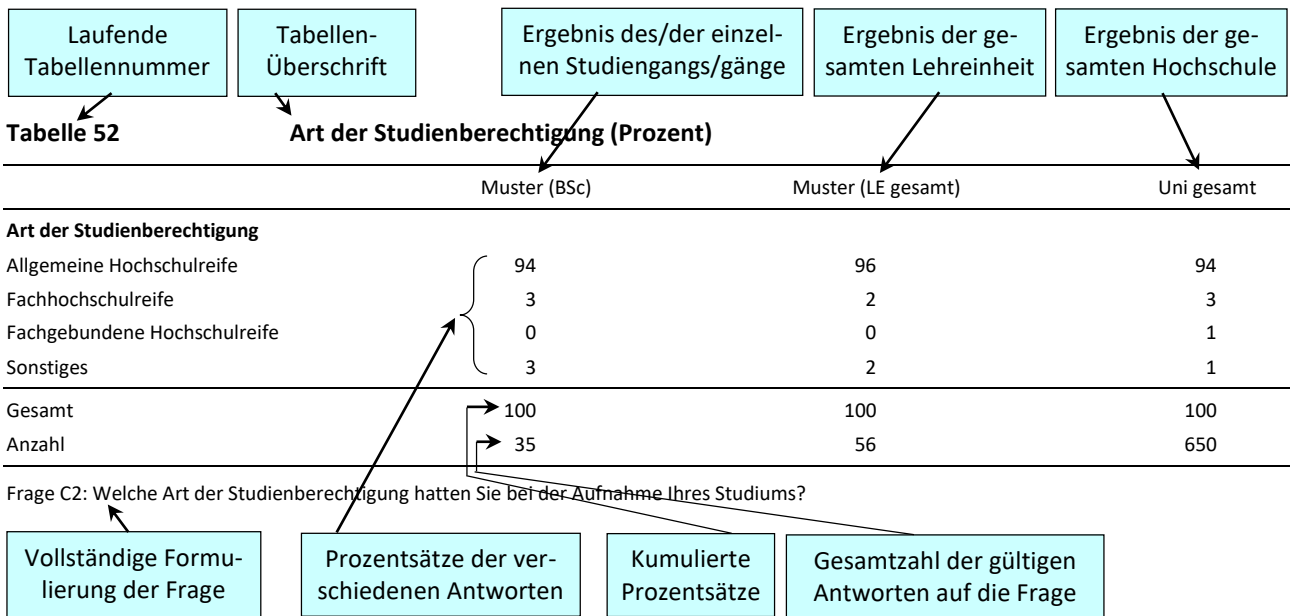 Laufende
Tabellennummer
Tabellen-
Überschrift
Ergebnis des/der einzel-
nen Studiengangs/gänge
Ergebnis der ge-
samten Lehreinheit
Ergebnis der ge-
samten Hochschule
Tabelle 52 Art der Studienberechtigung (Prozent)
Muster (BSc) Muster (LE gesamt) Uni gesamt
Art der Studienberechtigung
Allgemeine Hochschulreife 94 96 94
Fachhochschulreife 3 2 3
Fachgebundene Hochschulreife 0 0 1
Sonstiges 3 2 1
Gesamt 100 100 100
Anzahl 35 56 650
Frage C2: Welche Art der Studienberechtigung hatten Sie bei der Aufnahme Ihres Studiums?
Vollständige Formu-
lierung der Frage
Prozentsätze der ver-
schiedenen Antworten
Kumulierte
Prozentsätze
Gesamtzahl der gültigen
Antworten auf die Frage